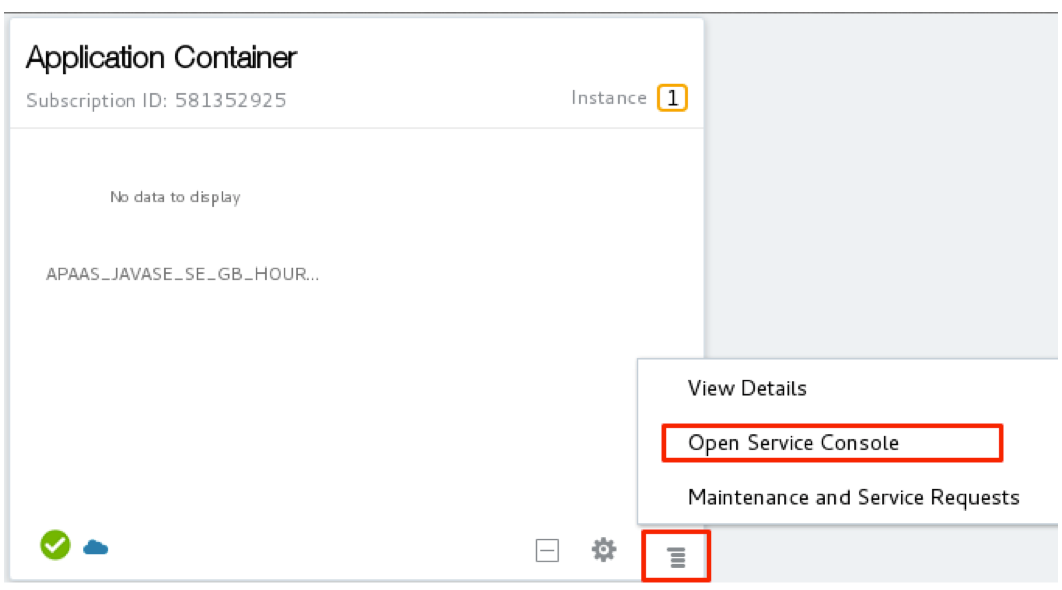 Application Container
Subscription ID: 581352925
Instance 1
No data to display
APAAS_JAVASE_SE_GB_HOUR...
View Details
Open Service Console
Maintenance and Service Requests